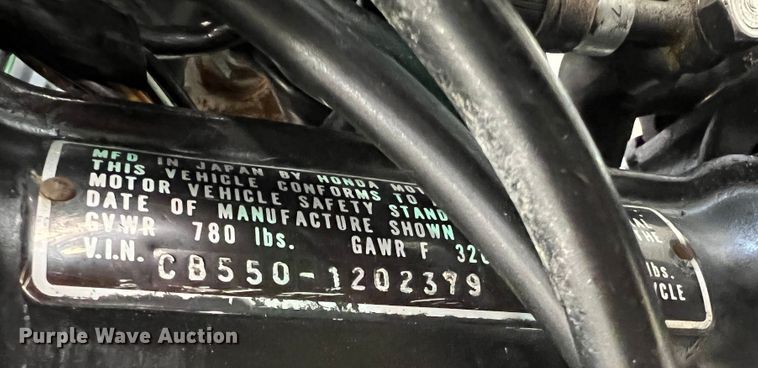 MFD IN JAPAN BY HONDA
THIS VEHICLE CONFORMS TO
MOTOR VEHICLE SAFETY
DATE OF MANUFACTURE SHOWN
GVWR 780 lbs. GAWR F lbs.
V.I.N. CB550-1202379
Purple Wave Auction